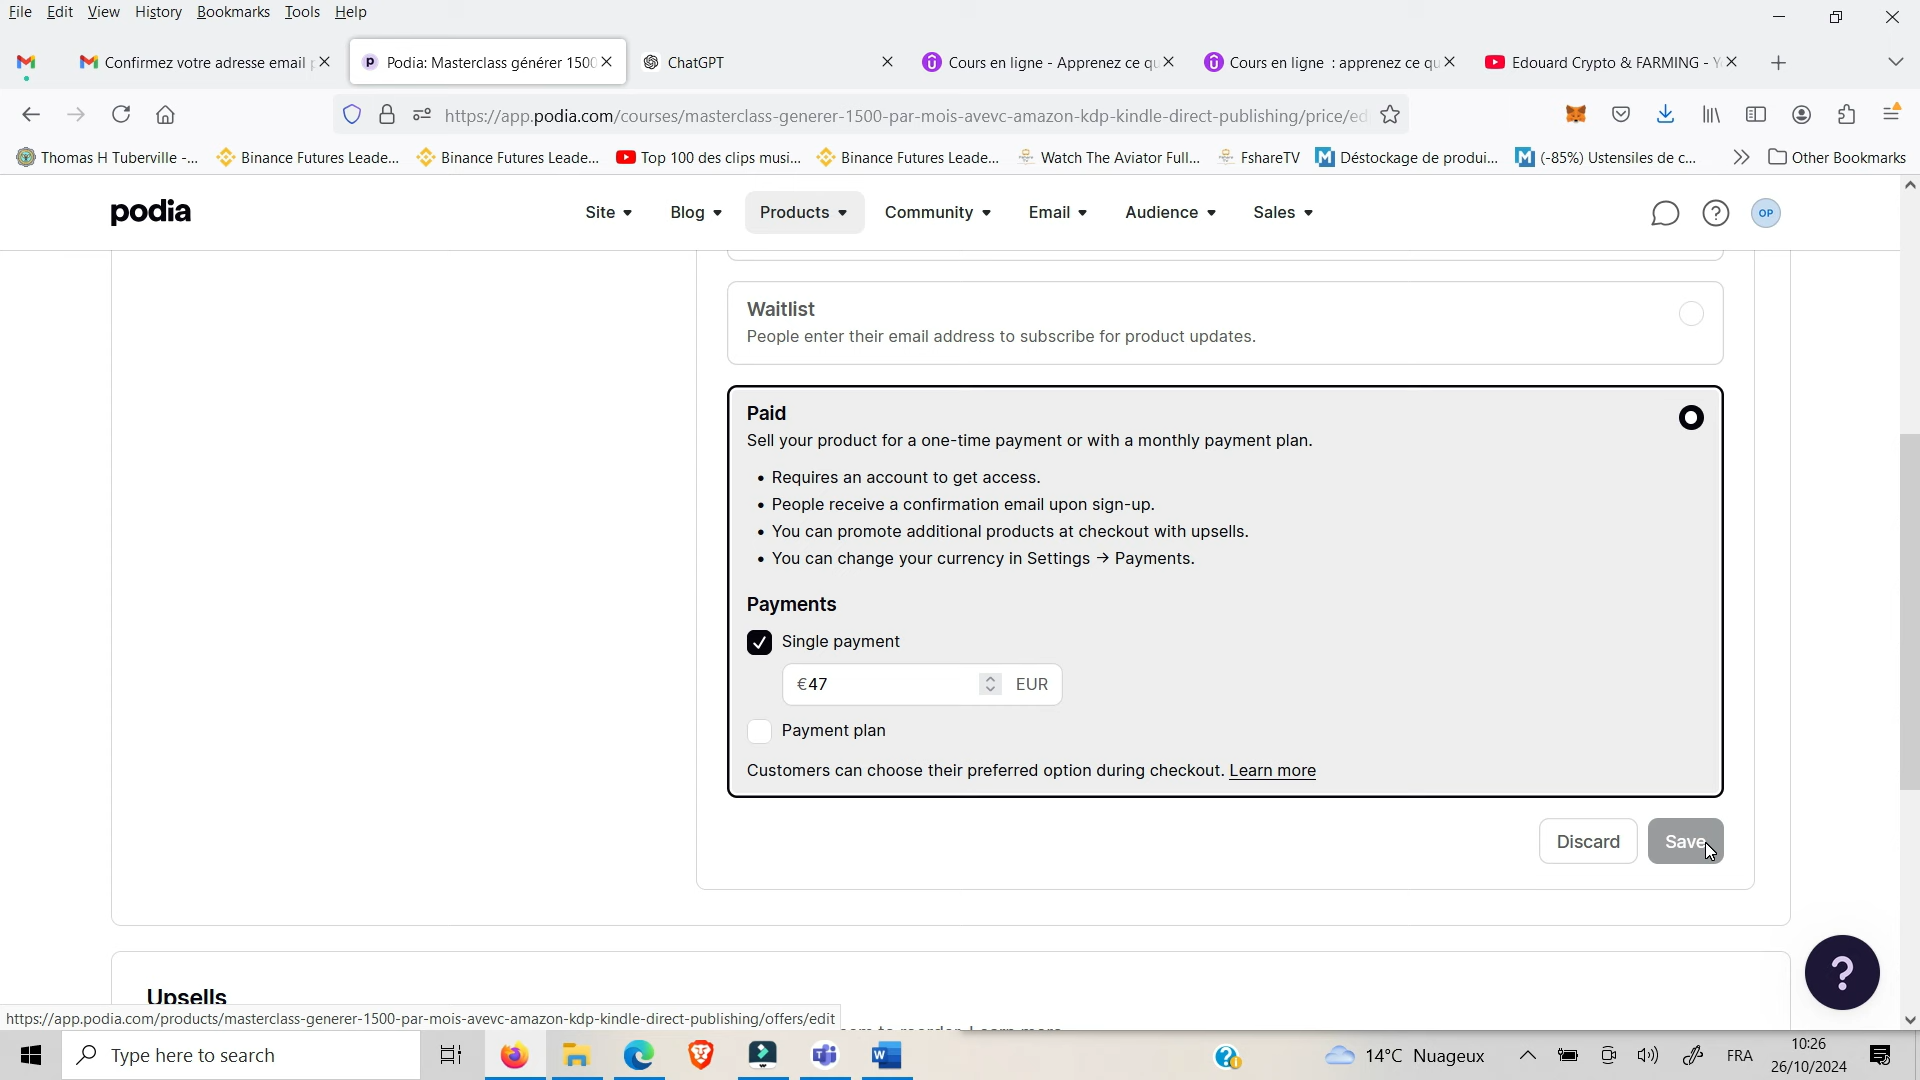 File Edit View History Bookmarks Tools Help
Confirmez votre adresse email
Podia: Masterclass générer 1500
ChatGPT
Cours en ligne - Apprenez ce qu
Cours en ligne : apprenez ce qu
Edouard Crypto & FARMING - Y
https://app.podia.com/courses/masterclass-generer-1500-par-mois-avevc-amazon-kdp-kindle-direct-publishing/price/ed
Thomas H Tuberville -... Binance Futures Leade... Binance Futures Leade... Top 100 des clips musi... Binance Futures Leade... Watch The Aviator Full... FshareTV Déstockage de produi... (-85%) Ustensiles de c... Other Bookmarks
podia Site Blog Products Community Email Audience Sales ? OP
Waitlist
People enter their email address to subscribe for product updates.
Paid
Sell your product for a one-time payment or with a monthly payment plan.
• Requires an account to get access.
• People receive a confirmation email upon sign-up.
• You can promote additional products at checkout with upsells.
• You can change your currency in Settings → Payments.
Payments
Single payment
€47 EUR
Payment plan
Customers can choose their preferred option during checkout. Learn more
Discard Save
?
Upsells
https://app.podia.com/products/masterclass-generer-1500-par-mois-avevc-amazon-kdp-kindle-direct-publishing/offers/edit
Type here to search
14°C Nuageux
FRA
10:26
26/10/2024